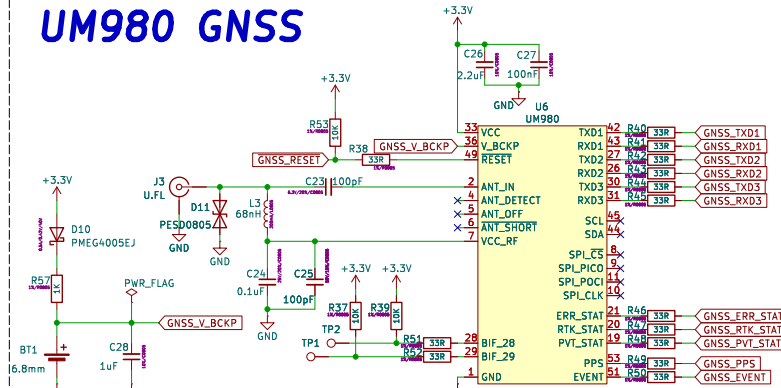 UM980 GNSS
+3.3V
C26
2.2uF
C27
100nF
GND
+3.3V
R53
10K
GNSS_V_BCKP
GNSS_RESET
R38
33R
U6
UM980
33 VCC
36 V_BCKP
49 RESET
2 ANT_IN
4 ANT_DETECT
5 ANT_OFF
6 ANT_SHORT
7 VCC_RF
28 BIF_28
29 BIF_29
1 GND
TXD1 42 R40 33R GNSS_TXD1
RXD1 43 R41 33R GNSS_RXD1
TXD2 27 R42 33R GNSS_TXD2
RXD2 26 R43 33R GNSS_RXD2
TXD3 30 R44 33R GNSS_TXD3
RXD3 31 R45 33R GNSS_RXD3
SCL 45
SDA 44
SPI_CS 8
SPI_PICO 9
SPI_POCI 11
SPI_CLK 10
ERR_STAT 21 R46 33R GNSS_ERR_STAT
RTK_STAT 20 R47 33R GNSS_RTK_STA
PVT_STAT 19 R48 33R GNSS_PVT_STA
PPS 53 R49 33R GNSS_PPS
EVENT 51 R50 33R GNSS_EVENT
J3
U.FL
GND
D11
PESD0805
GND
L3
68nH
C23 100pF
C24
0.1uF
C25
100pF
GND
+3.3V
+3.3V
R37
10K
R39
10K
TP2
TP1
R51 33R
R52 33R
+3.3V
D10
PMEG4005EJ
R57
1K
PWR_FLAG
GNSS_V_BCKP
BT1
6.8mm
C28
1uF